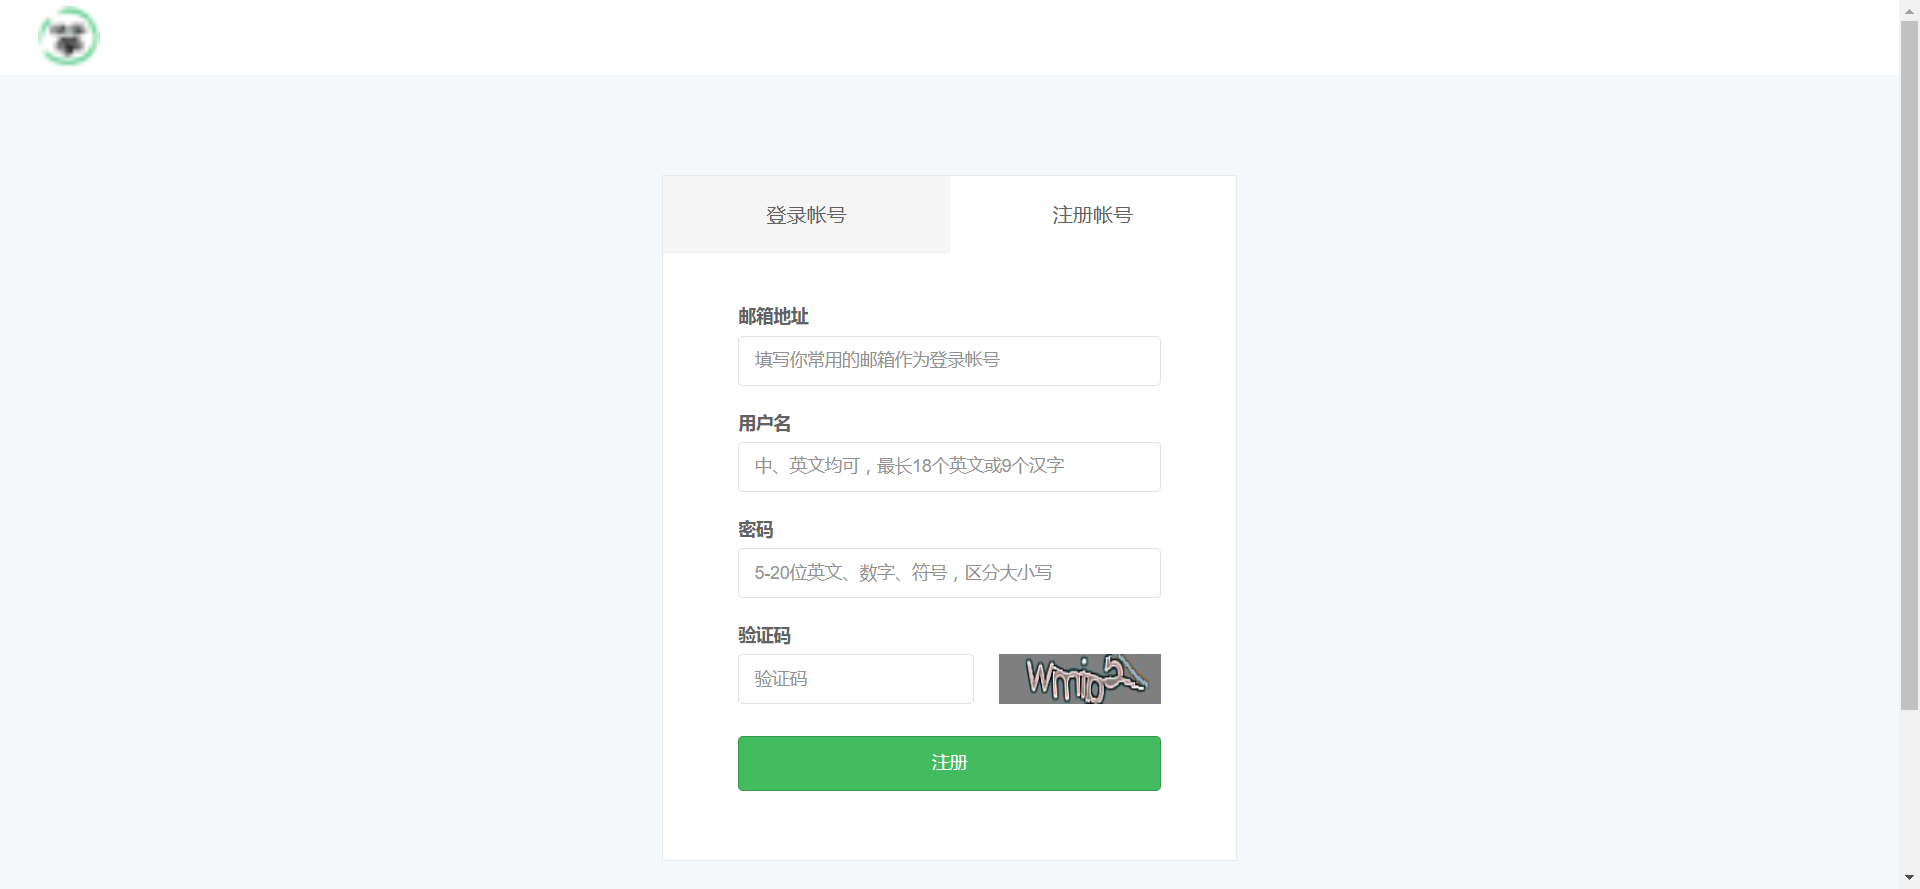 登录帐号
注册帐号
邮箱地址
填写你常用的邮箱作为登录帐号
用户名
中、英文均可，最长18个英文或9个汉字
密码
5-20位英文、数字、符号，区分大小写
验证码
验证码
注册